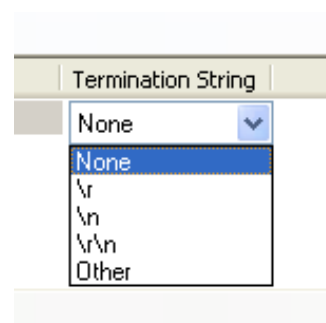 Termination String
None
None
\r
\n
\r\n
Other